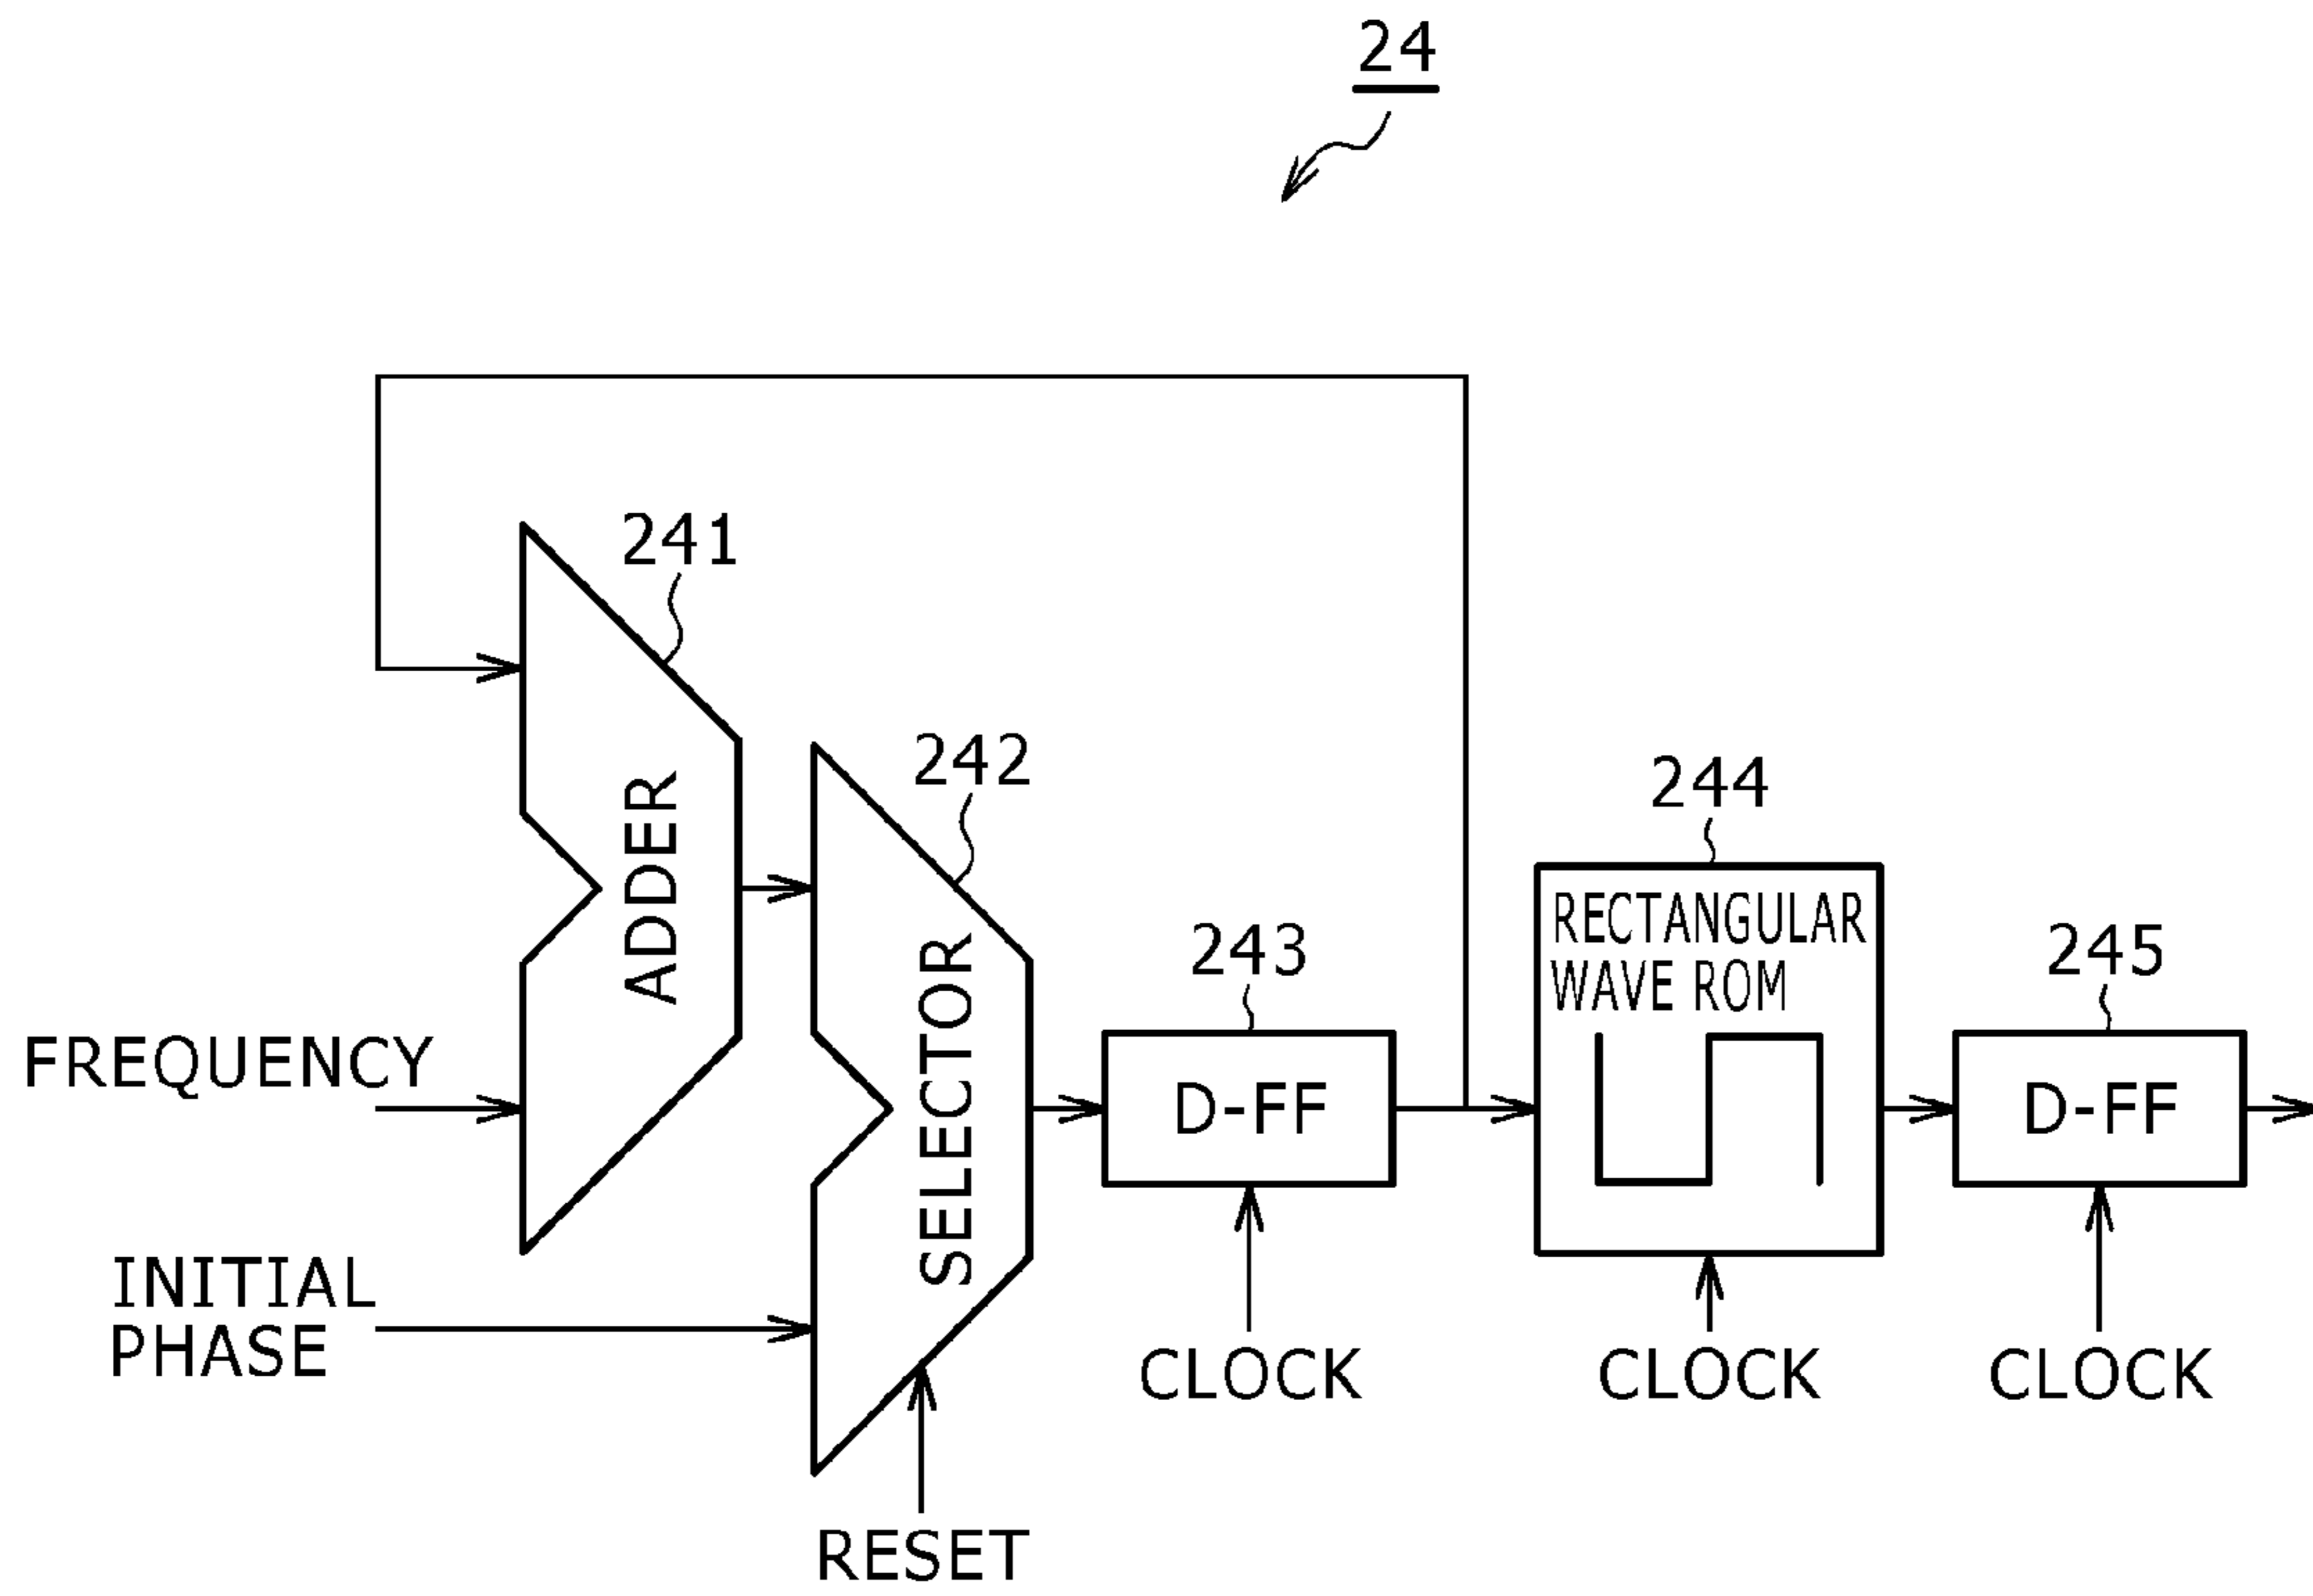 24
241
ADDER
242
SELECTOR
243
D-FF
244
RECTANGULAR
WAVE ROM
245
D-FF
FREQUENCY
INITIAL
PHASE
CLOCK
CLOCK
CLOCK
RESET